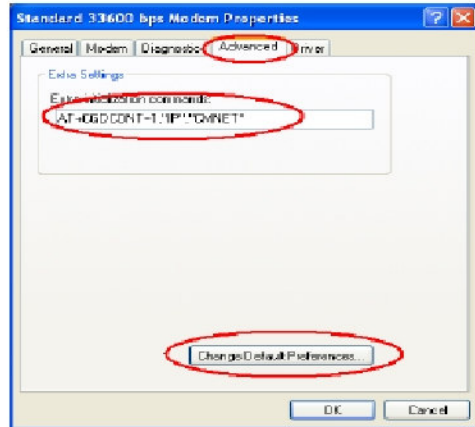 Standard 33600 bps Modem Properties
General Modem Diagnostics Advanced Driver
Extra Settings
Extra initialization commands:
AT+CGDCONT=1,"IP","CMNET"
Change Default Preferences...
OK Cancel